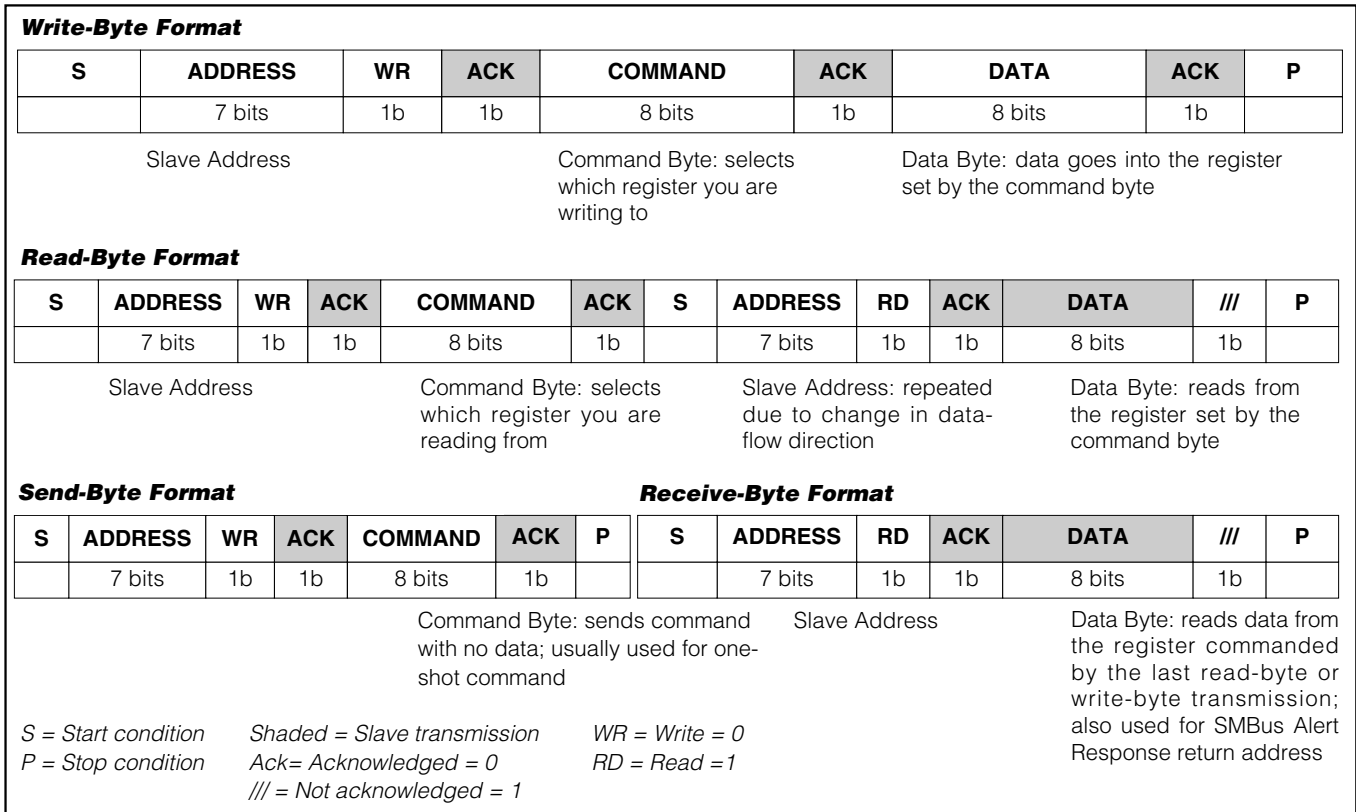 Write-Byte Format
S ADDRESS WR ACK COMMAND ACK DATA ACK P
7 bits 1b 1b 8 bits 1b 8 bits 1b
Slave Address
Command Byte: selects
which register you are
writing to
Data Byte: data goes into the register
set by the command byte
Read-Byte Format
S ADDRESS WR ACK COMMAND ACK S ADDRESS RD ACK DATA /// P
7 bits 1b 1b 8 bits 1b 7 bits 1b 1b 8 bits 1b
Slave Address
Command Byte: selects
which register you are
reading from
Slave Address: repeated
due to change in data-
flow direction
Data Byte: reads from
the register set by the
command byte
Send-Byte Format
S ADDRESS WR ACK COMMAND ACK P
7 bits 1b 1b 8 bits 1b
Command Byte: sends command
with no data; usually used for one-
shot command
Receive-Byte Format
S ADDRESS RD ACK DATA /// P
7 bits 1b 1b 8 bits 1b
Slave Address
Data Byte: reads data from
the register commanded
by the last read-byte or
write-byte transmission;
also used for SMBus Alert
Response return address
S = Start condition
P = Stop condition
Shaded = Slave transmission
Ack= Acknowledged = 0
/// = Not acknowledged = 1
WR = Write = 0
RD = Read =1